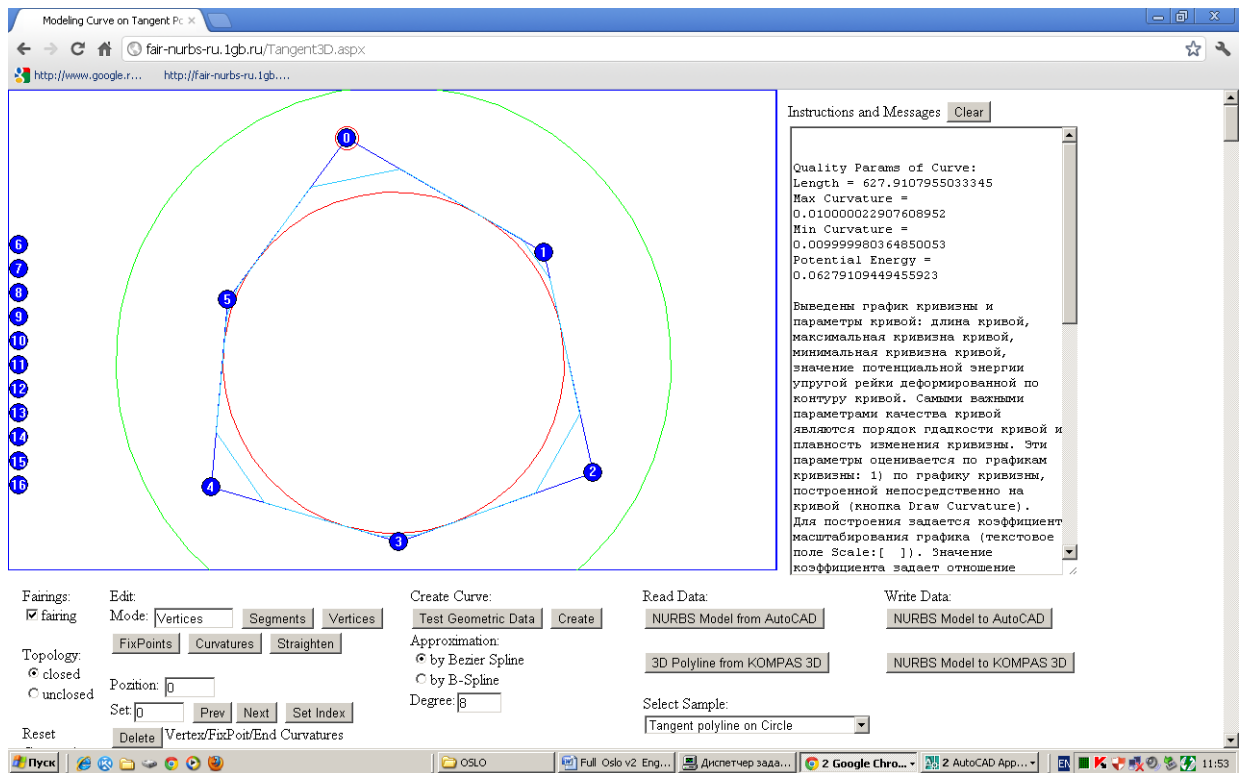 Modeling Curve on Tangent Pc
fair-nurbs-ru.1gb.ru/Tangent3D.aspx
http://www.google.r... http://fair-nurbs-ru.1gb....
0
1
2
3
4
5
6
7
8
9
10
11
12
13
14
15
16
Instructions and Messages Clear
Quality Params of Curve:
Length = 627.9107955033345
Max Curvature =
0.010000022907608952
Min Curvature =
0.009999980364850053
Potential Energy =
0.06279109449455923
Выведены график кривизны и
параметры кривой: длина кривой,
максимальная кривизна кривой,
минимальная кривизна кривой,
значение потенциальной энергии
упругой рейки деформированной по
контуру кривой. Самыми важными
параметрами качества кривой
являются порядок гдадкости кривой и
плавность изменения кривизны. Эти
параметры оценивается по графикам
кривизны: 1) по графику кривизны,
построенной непосредственно на
кривой (кнопка Draw Curvature).
Для построения задается коэффициент
масштабирования графика (текстовое
поле Scale:[ ]). Значение
коэффициента задает отношение
Fairings:
fairing
Topology:
closed
unclosed
Reset
Edit:
Mode: Vertices Segments Vertices
FixPoints Curvatures Straighten
Pozition: 0
Set: 0 Prev Next Set Index
Delete Vertex/FixPoit/End Curvatures
Create Curve:
Test Geometric Data Create
Approximation:
by Bezier Spline
by B-Spline
Degree: 8
Read Data:
NURBS Model from AutoCAD
3D Polyline from KOMPAS 3D
Select Sample:
Tangent polyline on Circle
Write Data:
NURBS Model to AutoCAD
NURBS Model to KOMPAS 3D
Пуск OSLO Full Oslo v2 Eng... Диспетчер зада... 2 Google Chro... 2 AutoCAD App... EN 11:53